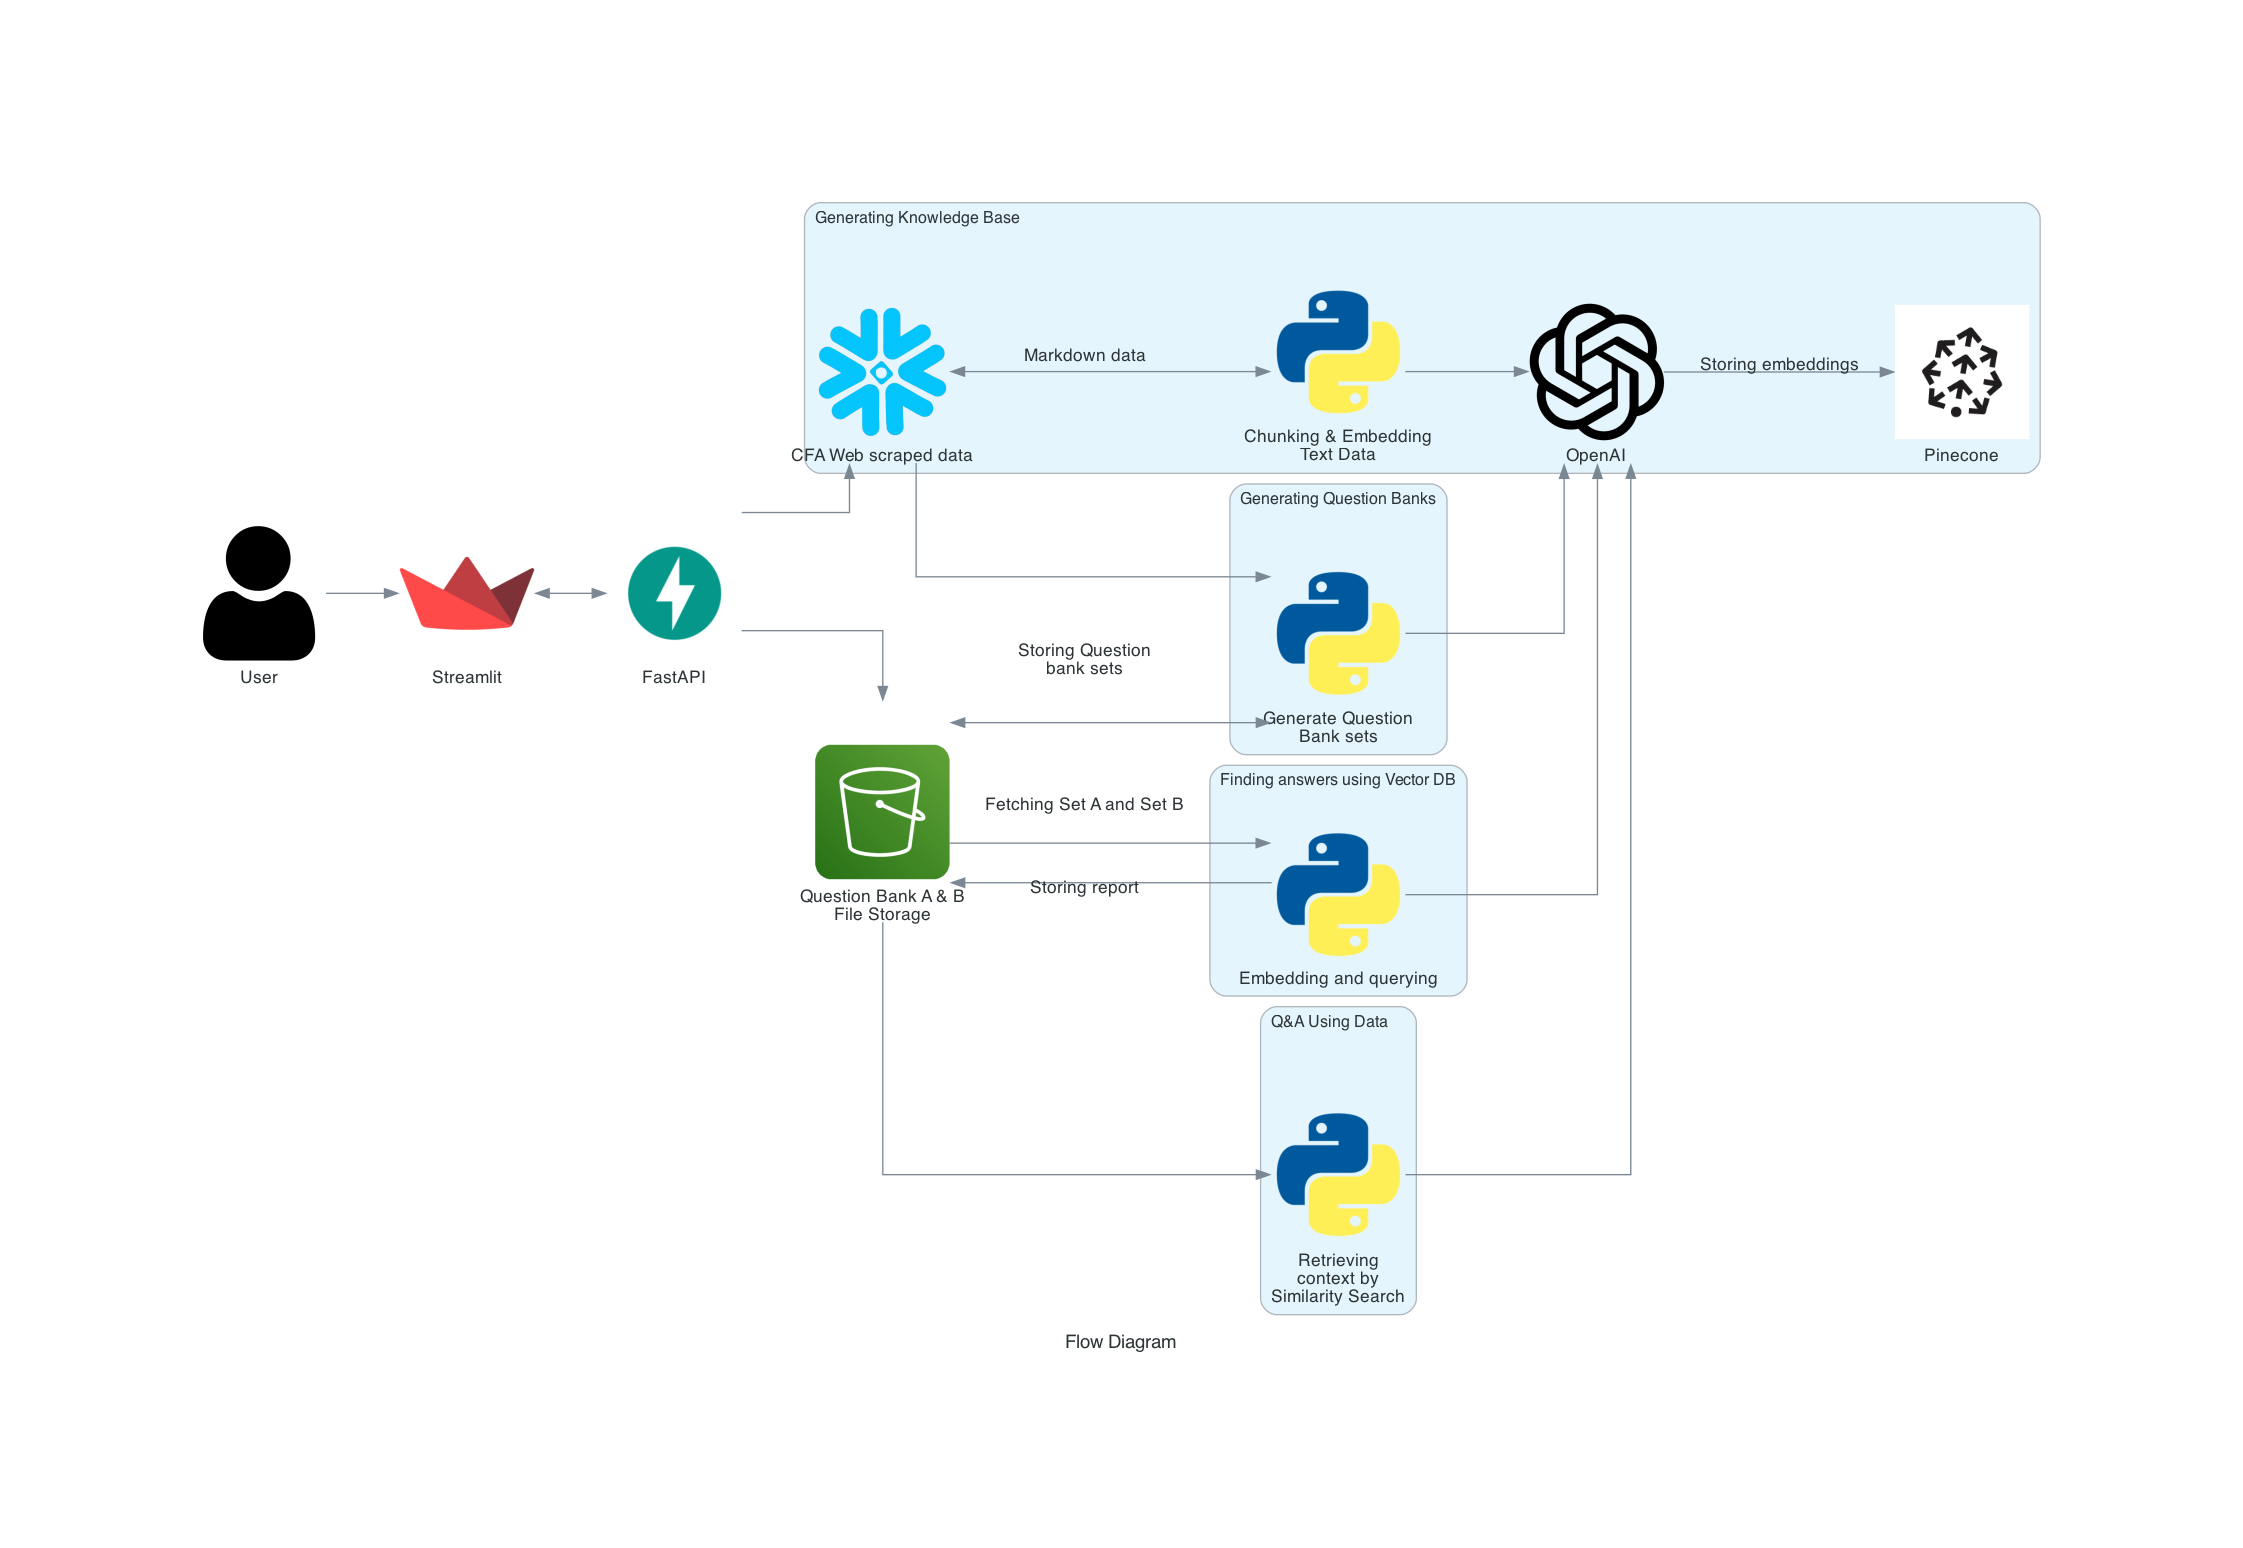 Generating Knowledge Base
Markdown data
Storing embeddings
Chunking & Embedding
Text Data
CFA Web scraped data
OpenAI
Pinecone
Generating Question Banks
User
Streamlit
FastAPI
Storing Question
bank sets
Generate Question
Bank sets
Finding answers using Vector DB
Fetching Set A and Set B
Storing report
Question Bank A & B
File Storage
Embedding and querying
Q&A Using Data
Retrieving
context by
Similarity Search
Flow Diagram